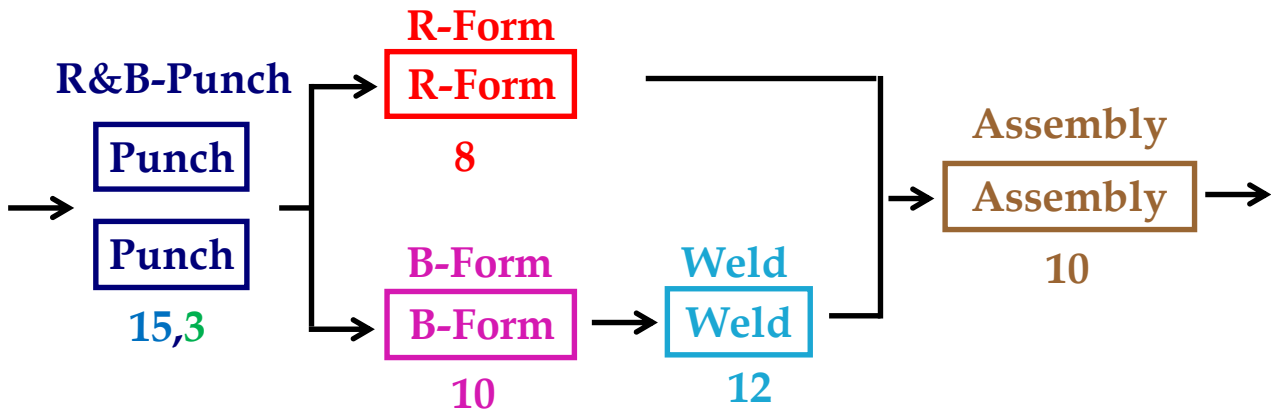 R&B-Punch
Punch
Punch
15,3
R-Form
R-Form
8
B-Form
B-Form
10
Weld
Weld
12
Assembly
Assembly
10